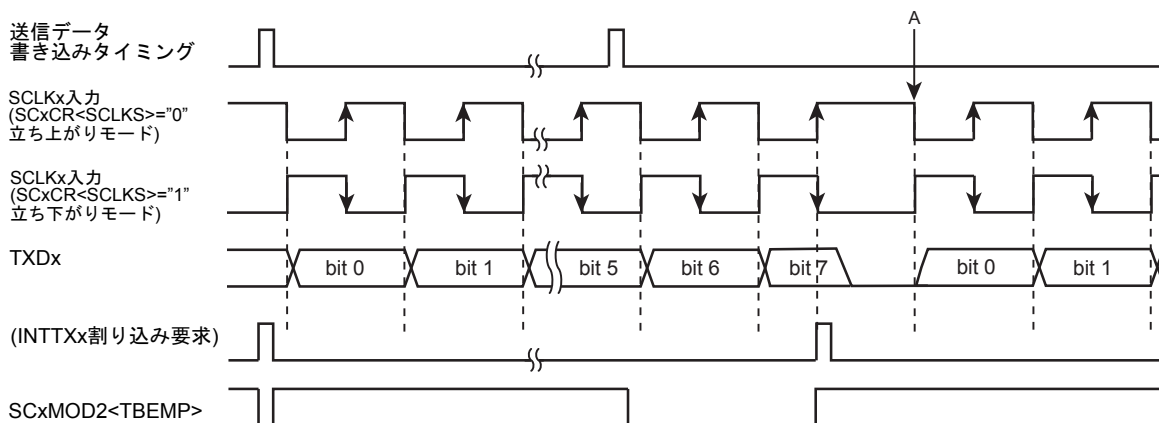 送信データ
書き込みタイミング
A
SCLKx入力
(SCxCR<SCLKS>="0"
立ち上がりモード)
SCLKx入力
(SCxCR<SCLKS>="1"
立ち下がりモード)
TXDx
bit 0
bit 1
bit 5
bit 6
bit 7
bit 0
bit 1
(INTTXx割り込み要求)
SCxMOD2<TBEMP>